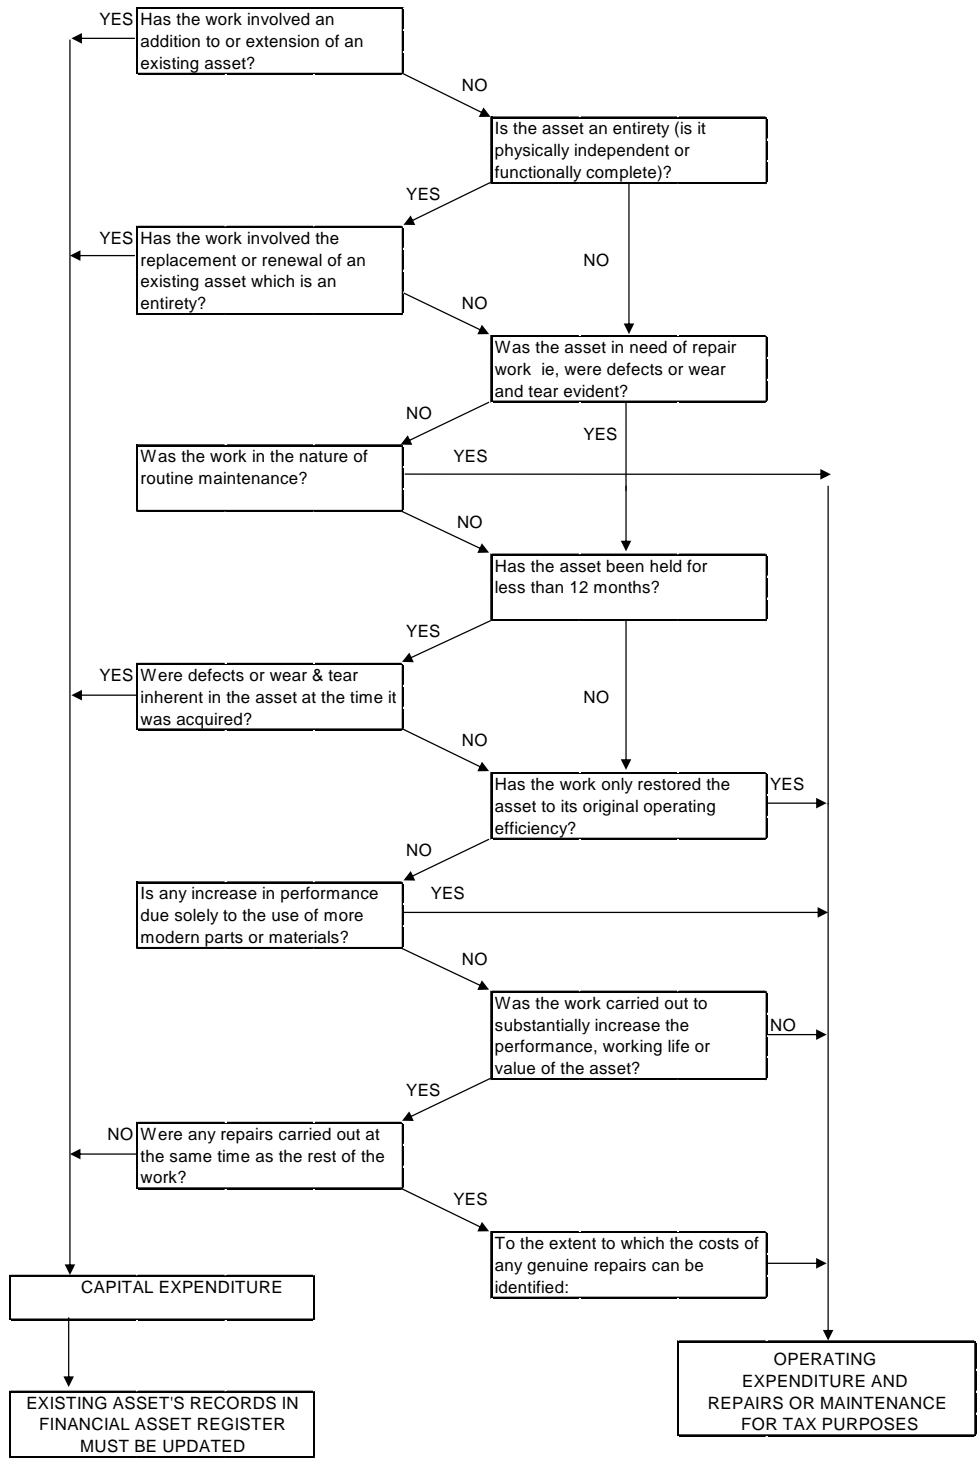 YES
Has the work involved an
addition to or extension of an
existing asset?
NO
Is the asset an entirety (is it
physically independent or
functionally complete)?
YES
YES
Has the work involved the
replacement or renewal of an
existing asset which is an
entirety?
NO
NO
Was the asset in need of repair
work  ie, were defects or wear
and tear evident?
NO
YES
Was the work in the nature of
routine maintenance?
YES
NO
Has the asset been held for
less than 12 months?
YES
YES
Were defects or wear & tear
inherent in the asset at the time it
was acquired?
NO
NO
Has the work only restored the
asset to its original operating
efficiency?
YES
NO
Is any increase in performance
due solely to the use of more
modern parts or materials?
YES
NO
Was the work carried out to
substantially increase the
performance, working life or
value of the asset?
NO
YES
NO
Were any repairs carried out at
the same time as the rest of the
work?
YES
To the extent to which the costs of
any genuine repairs can be
identified:
CAPITAL EXPENDITURE
OPERATING
EXPENDITURE AND
REPAIRS OR MAINTENANCE
FOR TAX PURPOSES
EXISTING ASSET'S RECORDS IN
FINANCIAL ASSET REGISTER
MUST BE UPDATED